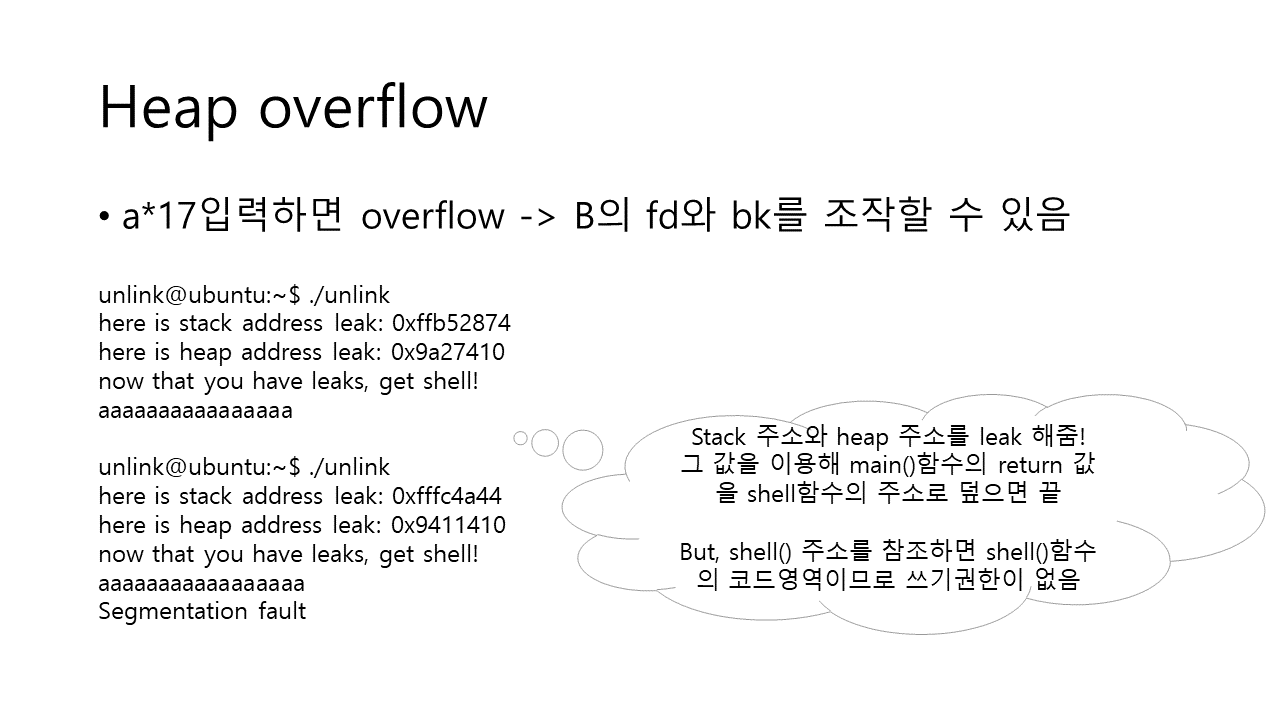 Heap overflow
• a*17입력하면 overflow -> B의 fd와 bk를 조작할 수 있음
unlink@ubuntu:~$ ./unlink
here is stack address leak: 0xffb52874
here is heap address leak: 0x9a27410
now that you have leaks, get shell!
aaaaaaaaaaaaaaaa
unlink@ubuntu:~$ ./unlink
here is stack address leak: 0xfffc4a44
here is heap address leak: 0x9411410
now that you have leaks, get shell!
aaaaaaaaaaaaaaaaa
Segmentation fault
Stack 주소와 heap 주소를 leak 해줌!
그 값을 이용해 main()함수의 return 값
을 shell함수의 주소로 덮으면 끝
But, shell() 주소를 참조하면 shell()함수
의 코드영역이므로 쓰기권한이 없음